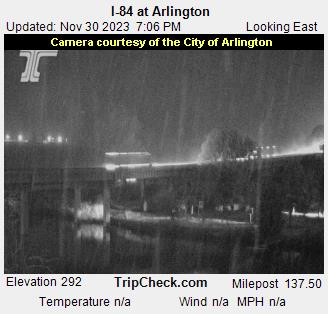 I-84 at Arlington
Updated: Nov 30 2023 7:06 PM Looking East
Camera courtesy of the City of Arlington
Elevation 292 TripCheck.com Milepost 137.50
Temperature n/a Wind n/a MPH n/a